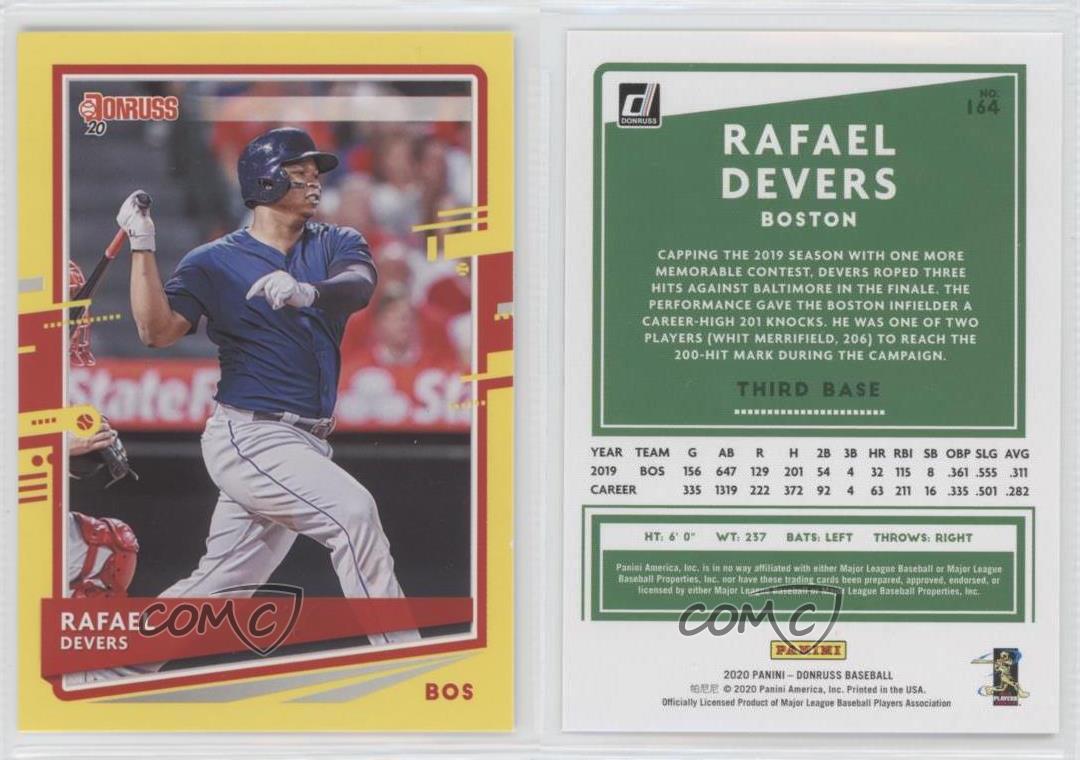 DONRUSS
20
StateF
St
RAFAEL
DEVERS
BOS
COMC
DONRUSS
NO.
164
RAFAEL
DEVERS
BOSTON
CAPPING THE 2019 SEASON WITH ONE MORE
MEMORABLE CONTEST, DEVERS ROPED THREE
HITS AGAINST BALTIMORE IN THE FINALE. THE
PERFORMANCE GAVE THE BOSTON INFIELDER A
CAREER-HIGH 201 KNOCKS. HE WAS ONE OF TWO
PLAYERS (WHIT MERRIFIELD, 206) TO REACH THE
200-HIT MARK DURING THE CAMPAIGN.
THIRD BASE
YEAR TEAM G AB R H 2B 3B HR RBI SB OBP SLG AVG
2019 BOS 156 647 129 201 54 4 32 115 8 .361 .555 .311
CAREER 335 1319 222 372 92 4 63 211 16 .335 .501 .282
HT: 6' 0" WT: 237 BATS: LEFT THROWS: RIGHT
Panini America, Inc. is in no way affiliated with either Major League Baseball or Major League
Baseball Properties, Inc. nor have these trading cards been prepared, approved, endorsed, or
licensed by either Major League Baseball or Major League Baseball Properties, Inc.
COMC
PANINI
2020 PANINI – DONRUSS BASEBALL
帕尼尼 © 2020 Panini America, Inc. Printed in the USA.
Officially Licensed Product of Major League Baseball Players Association
PLAYERS